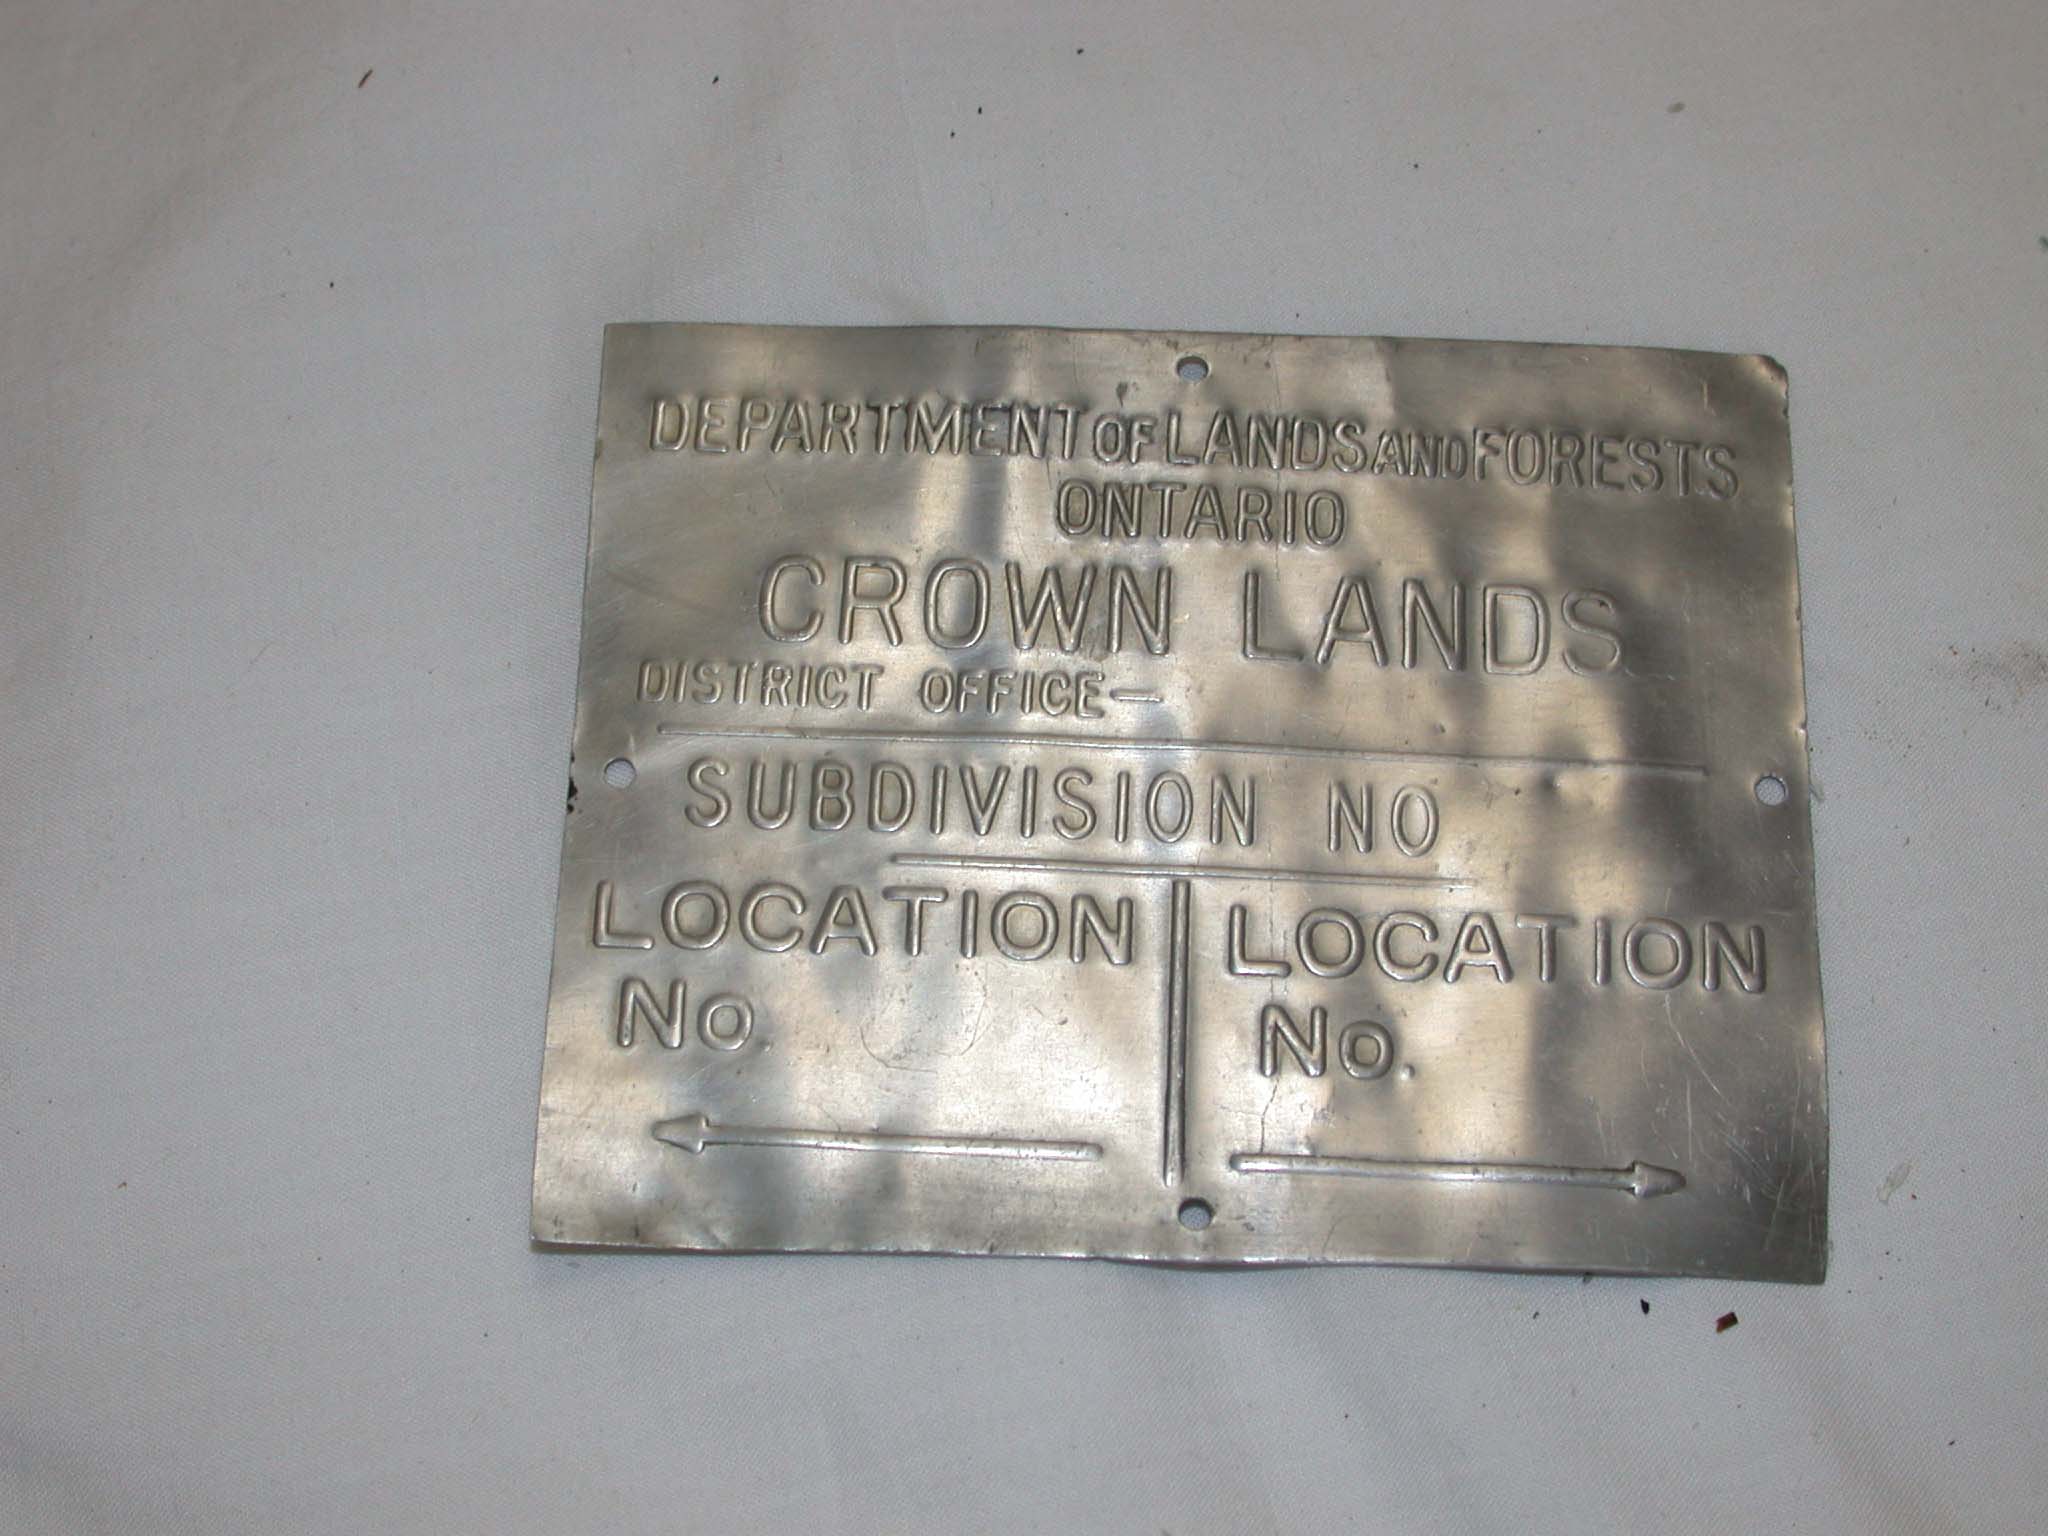 DEPARTMENT OF LANDS AND FORESTS
ONTARIO
CROWN LANDS
DISTRICT OFFICE—
SUBDIVISION NO
LOCATION
No
LOCATION
No.